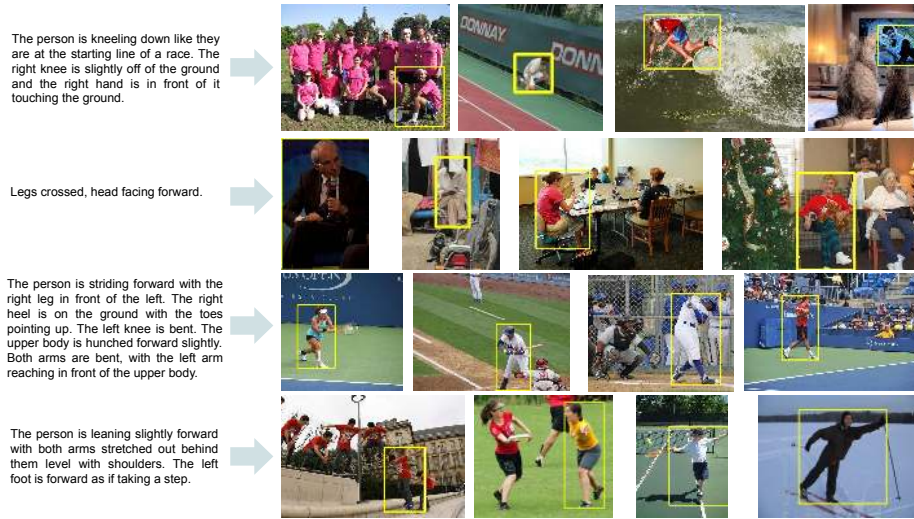 The person is kneeling down like they
are at the starting line of a race. The
right knee is slightly off of the ground
and the right hand is in front of it
touching the ground.
DONNAY
DONN
Legs crossed, head facing forward.
The person is striding forward with the
right leg in front of the left. The right
heel is on the ground with the toes
pointing up. The left knee is bent. The
upper body is hunched forward slightly.
Both arms are bent, with the left arm
reaching in front of the upper body.
The person is leaning slightly forward
with both arms stretched out behind
them level with shoulders. The left
foot is forward as if taking a step.